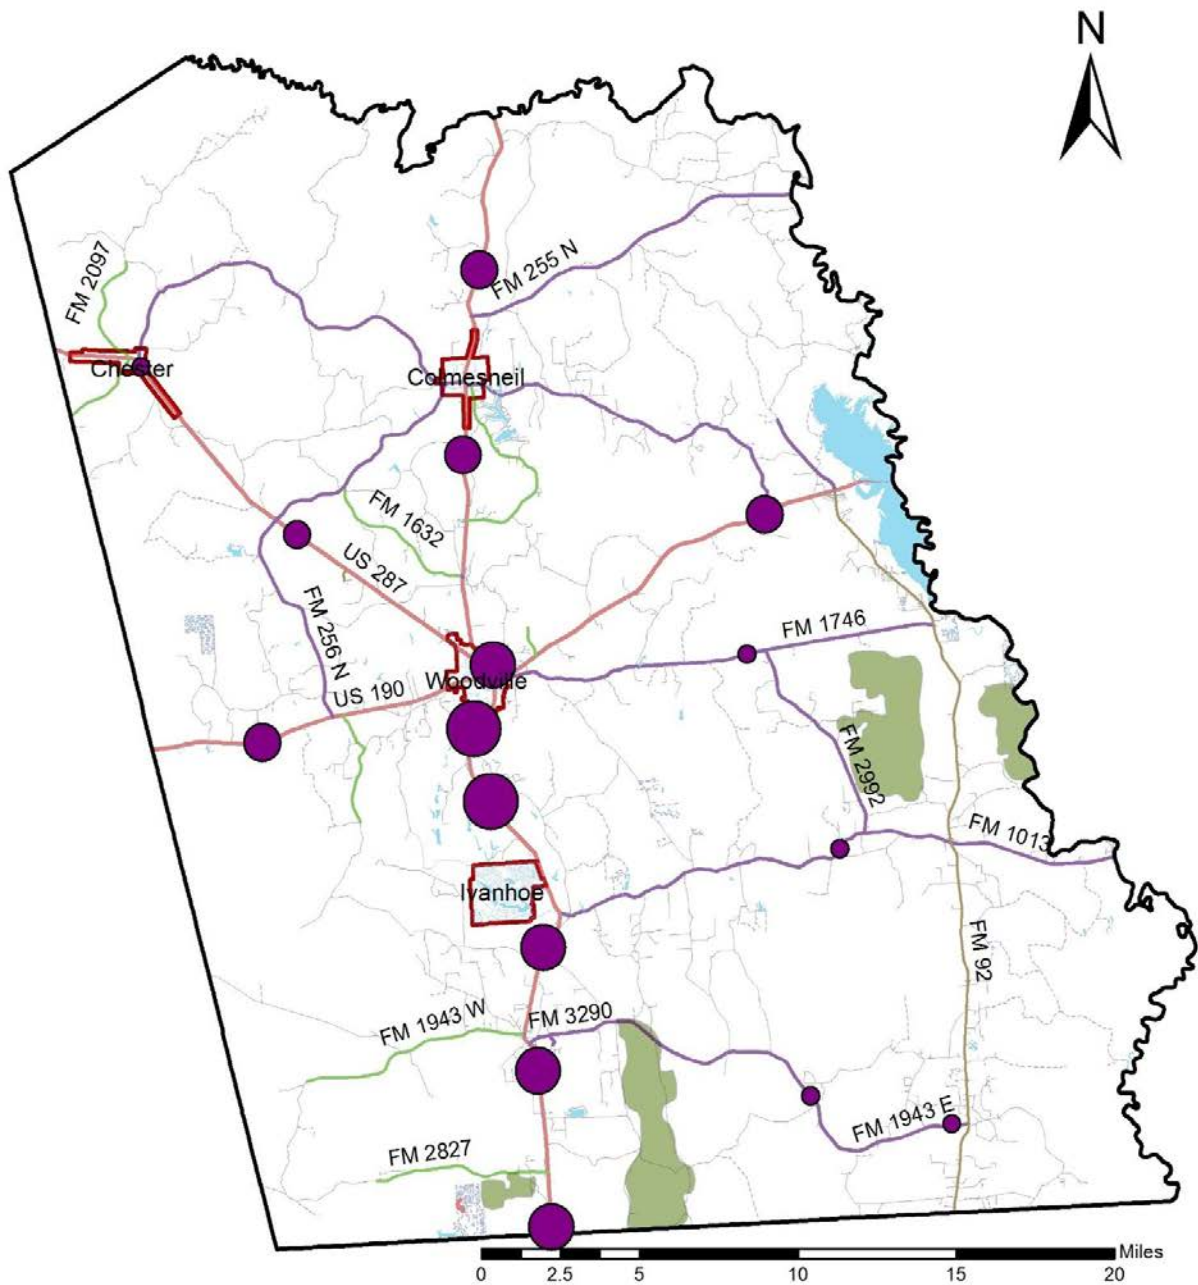 N
FM 2097
FM 255 N
Chester
Colmesneil
FM 1632
US 287
FM 256 N
FM 1746
Woodville
US 190
FM 2992
FM 1013
Ivanhoe
FM 92
FM 1943 W
FM 3290
FM 1943 E
FM 2827
Miles
0 2.5 5 10 15 20